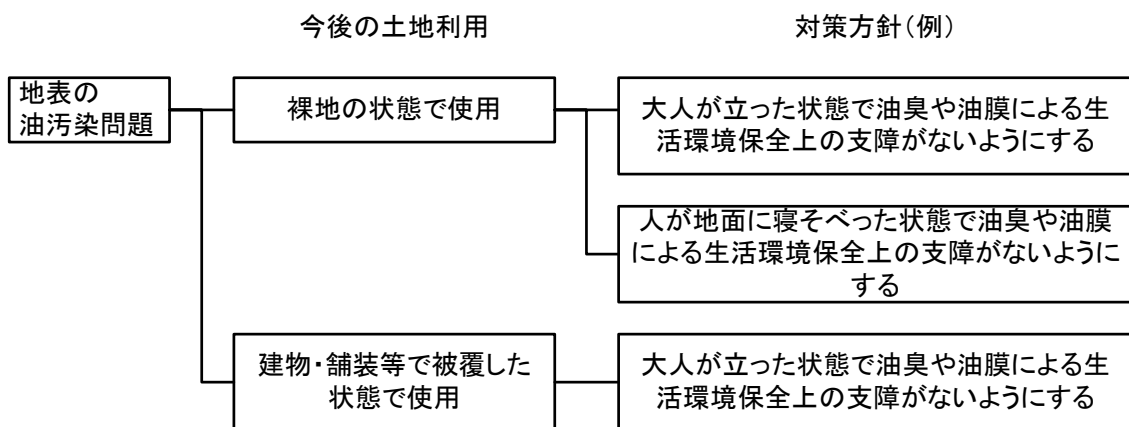 今後の土地利用
対策方針(例)
地表の
油汚染問題
裸地の状態で使用
大人が立った状態で油臭や油膜による生
活環境保全上の支障がないようにする
人が地面に寝そべった状態で油臭や油膜
による生活環境保全上の支障がないように
する
建物・舗装等で被覆した
状態で使用
大人が立った状態で油臭や油膜による生
活環境保全上の支障がないようにする